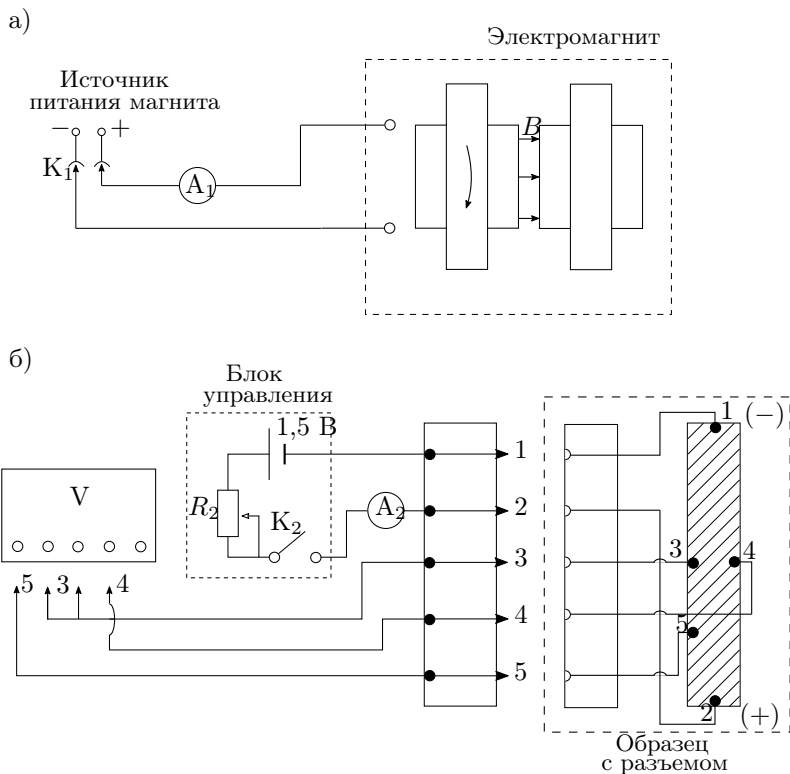 а)
Электромагнит
Источник
питания магнита
− +
B
K1
A1
б)
Блок
управления
1,5 В
1 (−)
1
V
R2
K2
A2
2
3
3 4
5 3 4
4
5
5
2 (+)
Образец
с разъемом